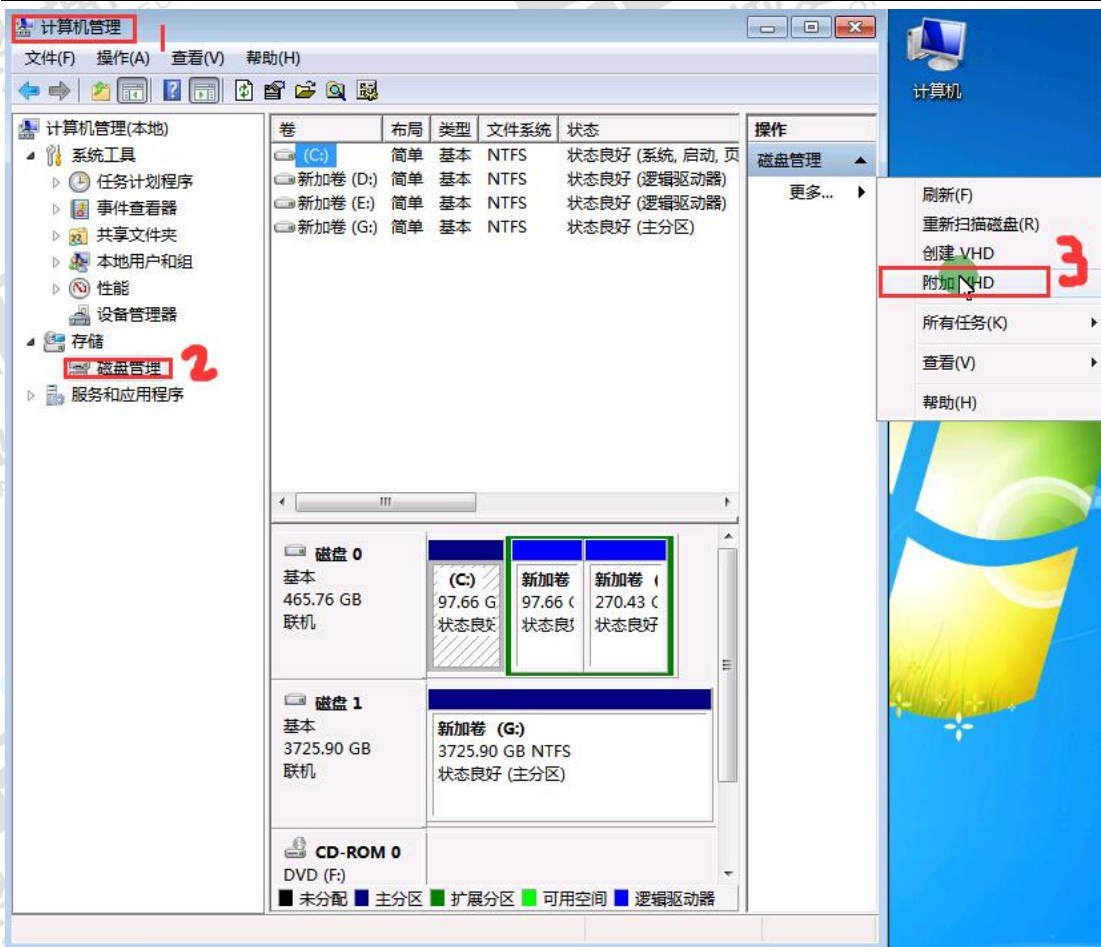 计算机管理
1
文件(F) 操作(A) 查看(V) 帮助(H)
计算机
计算机管理(本地)
系统工具
任务计划程序
事件查看器
共享文件夹
本地用户和组
性能
设备管理器
存储
磁盘管理
2
服务和应用程序
卷 布局 类型 文件系统 状态
(C:) 简单 基本 NTFS 状态良好 (系统, 启动, 页
新加卷 (D:) 简单 基本 NTFS 状态良好 (逻辑驱动器)
新加卷 (E:) 简单 基本 NTFS 状态良好 (逻辑驱动器)
新加卷 (G:) 简单 基本 NTFS 状态良好 (主分区)
操作
磁盘管理
更多...
刷新(F)
重新扫描磁盘(R)
创建 VHD
3
附加 VHD
所有任务(K)
查看(V)
帮助(H)
磁盘 0
基本
465.76 GB
联机
(C:)
97.66 G
状态良好
新加卷
97.66 G
状态良好
新加卷 (
270.43 G
状态良好
磁盘 1
基本
3725.90 GB
联机
新加卷 (G:)
3725.90 GB NTFS
状态良好 (主分区)
CD-ROM 0
DVD (F:)
未分配 主分区 扩展分区 可用空间 逻辑驱动器